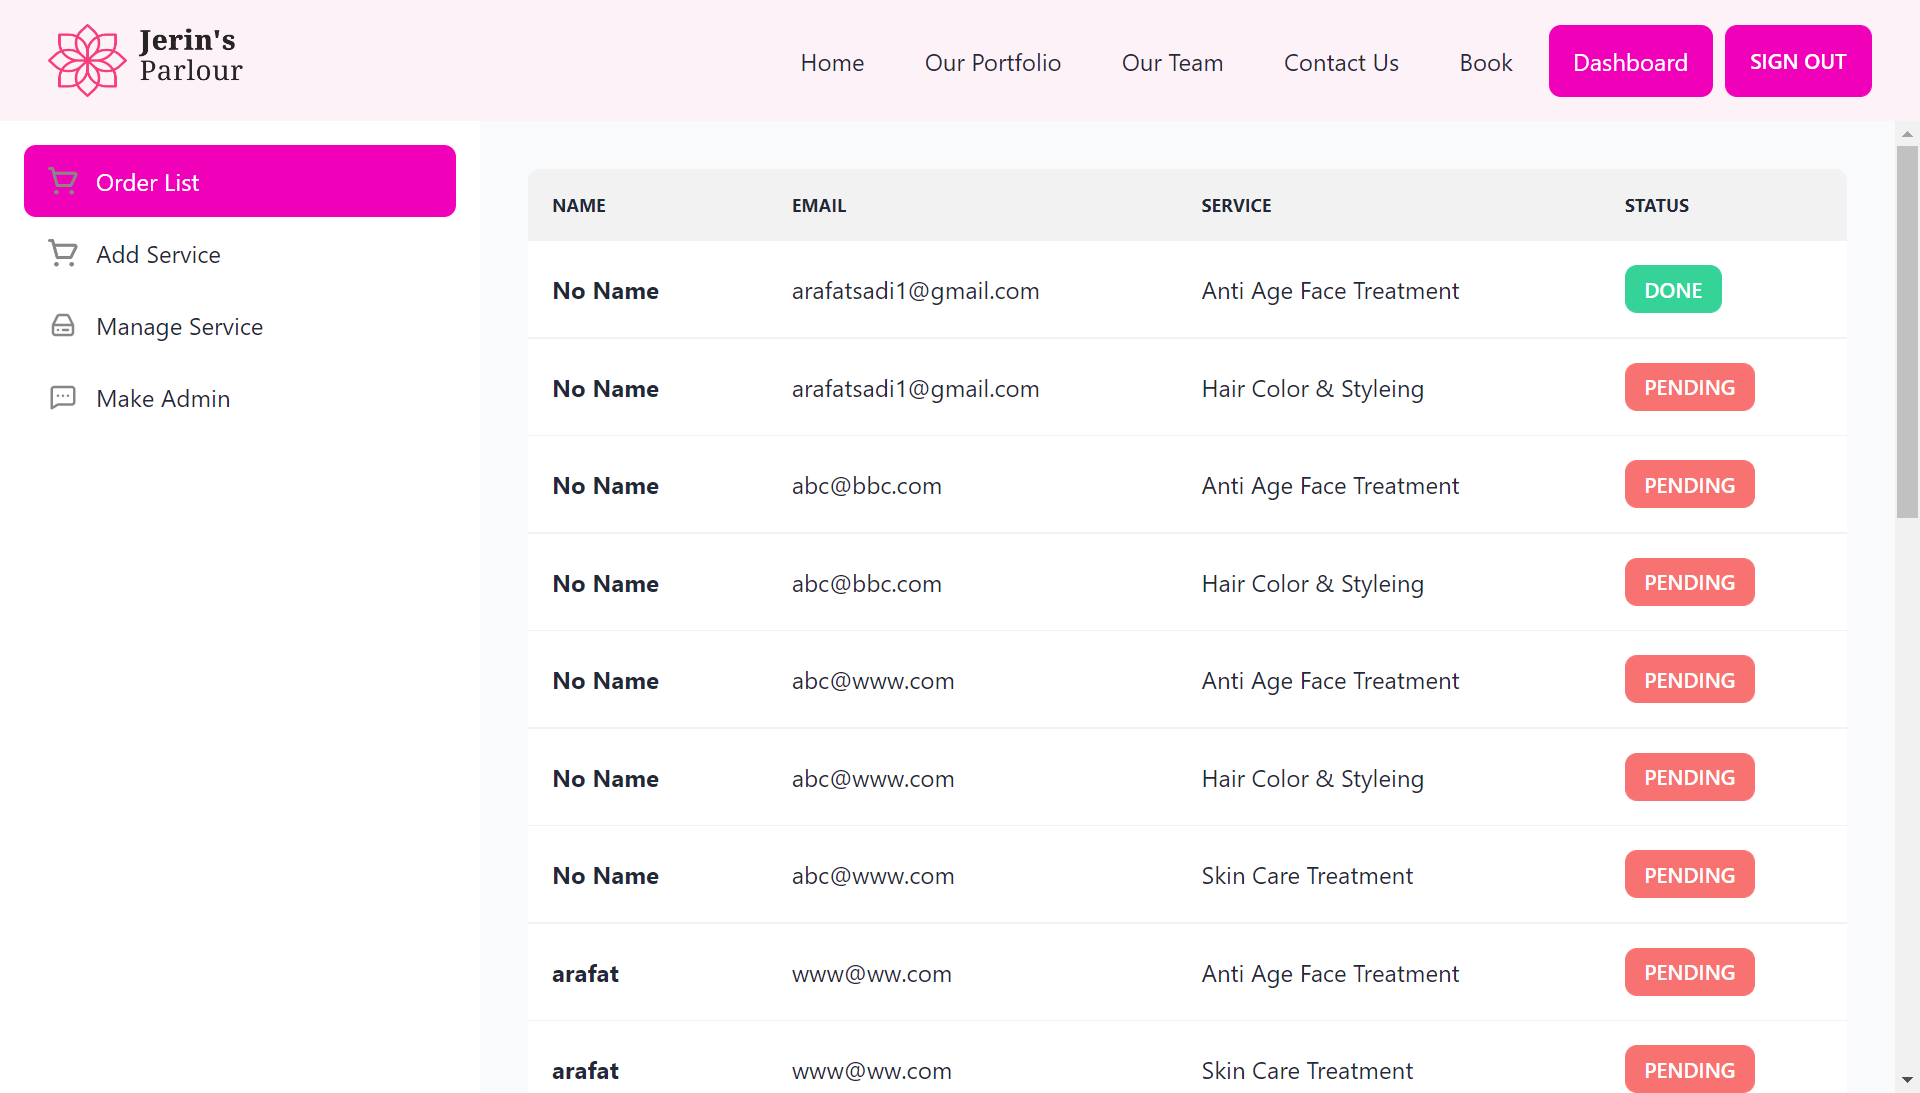 Jerin's
Parlour
Home Our Portfolio Our Team Contact Us Book Dashboard SIGN OUT
Order List
Add Service
Manage Service
Make Admin
NAME EMAIL SERVICE STATUS
No Name arafatsadi1@gmail.com Anti Age Face Treatment DONE
No Name arafatsadi1@gmail.com Hair Color & Styleing PENDING
No Name abc@bbc.com Anti Age Face Treatment PENDING
No Name abc@bbc.com Hair Color & Styleing PENDING
No Name abc@www.com Anti Age Face Treatment PENDING
No Name abc@www.com Hair Color & Styleing PENDING
No Name abc@www.com Skin Care Treatment PENDING
arafat www@ww.com Anti Age Face Treatment PENDING
arafat www@ww.com Skin Care Treatment PENDING